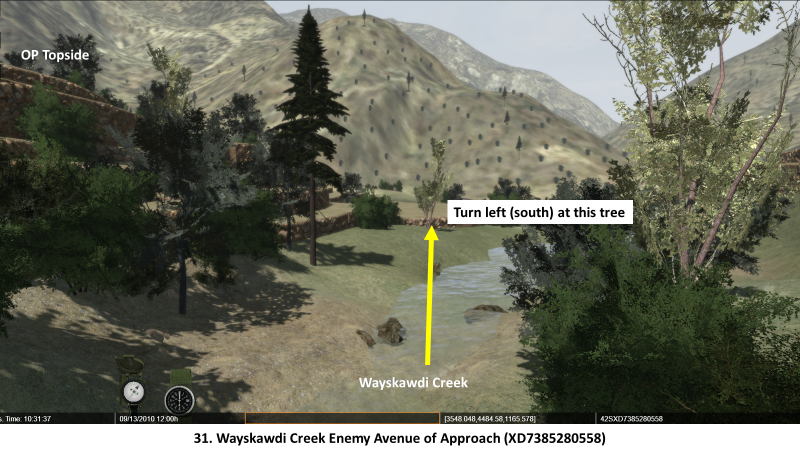 OP Topside
Turn left (south) at this tree
Wayskawdi Creek
s. Time: 10:31:37
09/13/2010 12:00h
[3548.048,4484.58,1165.578]
42SXD7385280558
31. Wayskawdi Creek Enemy Avenue of Approach (XD7385280558)